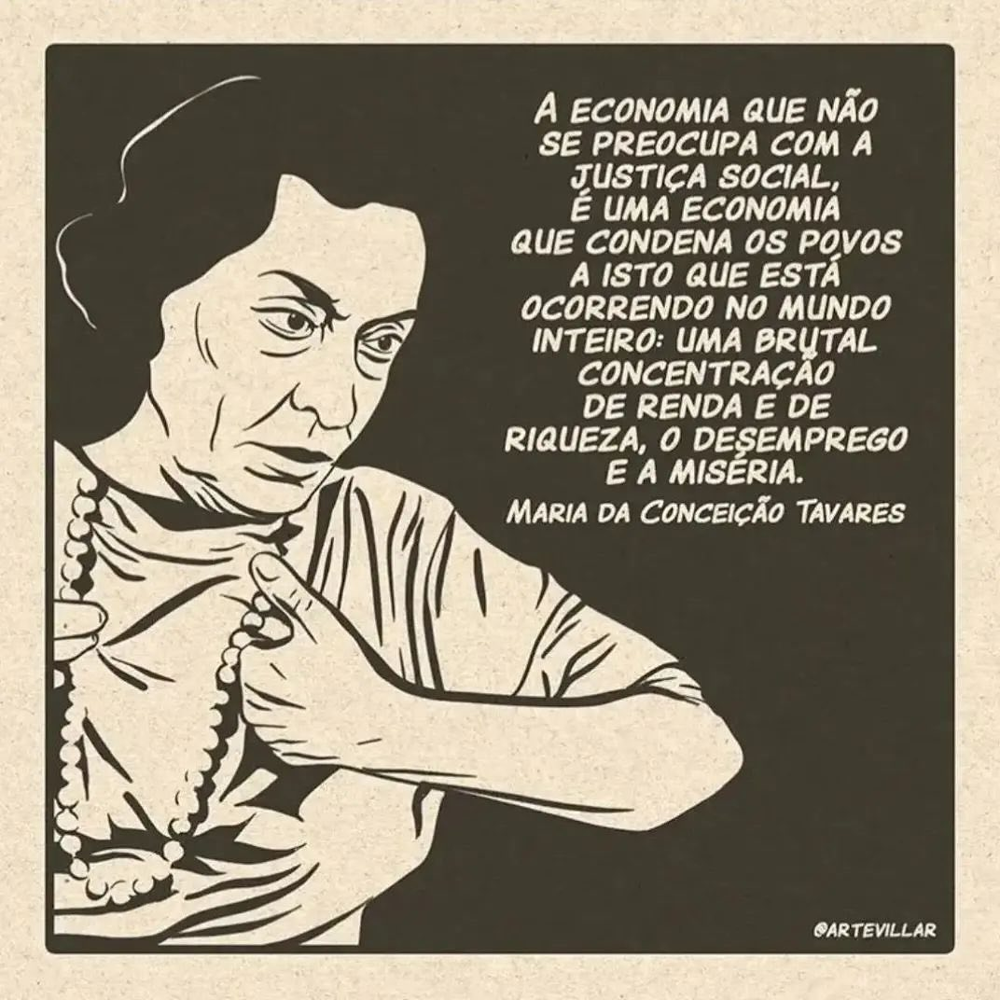 A ECONOMIA QUE NÃO
SE PREOCUPA COM A
JUSTIÇA SOCIAL,
É UMA ECONOMIA
QUE CONDENA OS POVOS
A ISTO QUE ESTÁ
OCORRENDO NO MUNDO
INTEIRO: UMA BRUTAL
CONCENTRAÇÃO
DE RENDA E DE
RIQUEZA, O DESEMPREGO
E A MISÉRIA.
MARIA DA CONCEIÇÃO TAVARES
@ARTEVILLAR